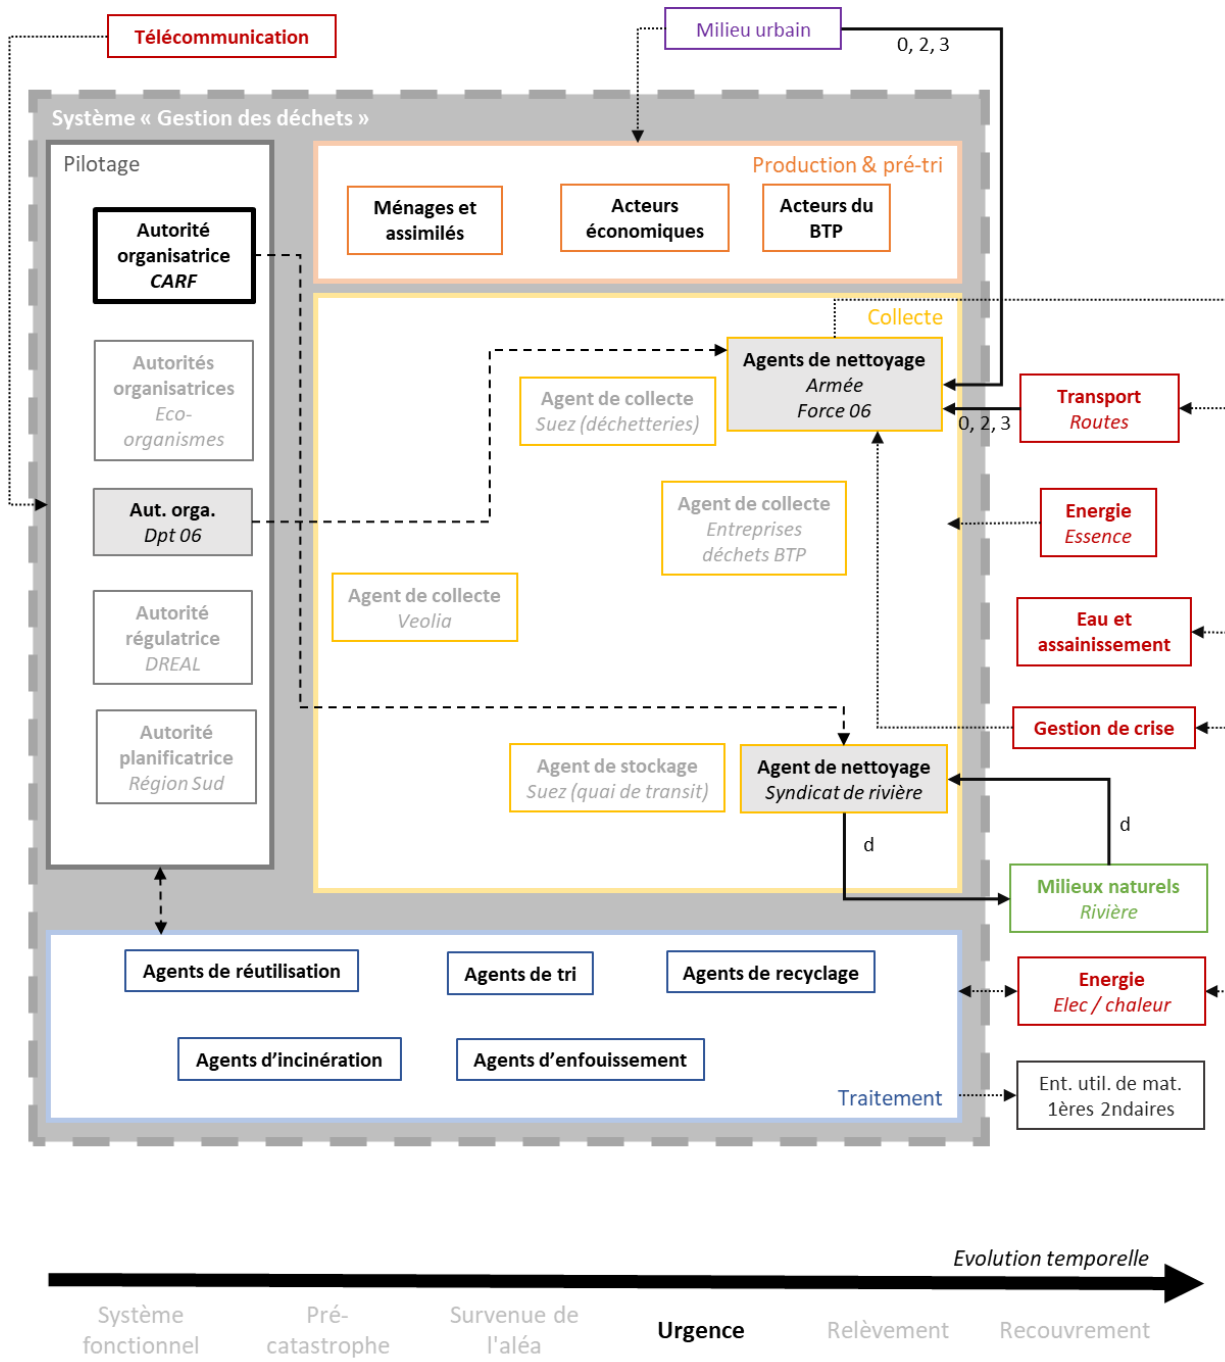 Télécommunication
Milieu urbain
0, 2, 3
Système « Gestion des déchets »
Pilotage
Autorité
organisatrice
CARF
Autorités
organisatrices
Eco-
organismes
Aut. orga.
Dpt 06
Autorité
régulatrice
DREAL
Autorité
planificatrice
Région Sud
Production & pré-tri
Ménages et
assimilés
Acteurs
économiques
Acteurs du
BTP
Collecte
Agents de nettoyage
Armée
Force 06
Agent de collecte
Suez (déchetteries)
Agent de collecte
Entreprises
déchets BTP
Agent de collecte
Veolia
Agent de stockage
Suez (quai de transit)
Agent de nettoyage
Syndicat de rivière
Transport
Routes
0, 2, 3
Energie
Essence
Eau et
assainissement
Gestion de crise
d
d
Milieux naturels
Rivière
Agents de réutilisation
Agents de tri
Agents de recyclage
Agents d'incinération
Agents d'enfouissement
Traitement
Energie
Elec / chaleur
Ent. util. de mat.
1ères 2ndaires
Evolution temporelle
Système
fonctionnel
Pré-
catastrophe
Survenue de
l'aléa
Urgence
Relèvement
Recouvrement